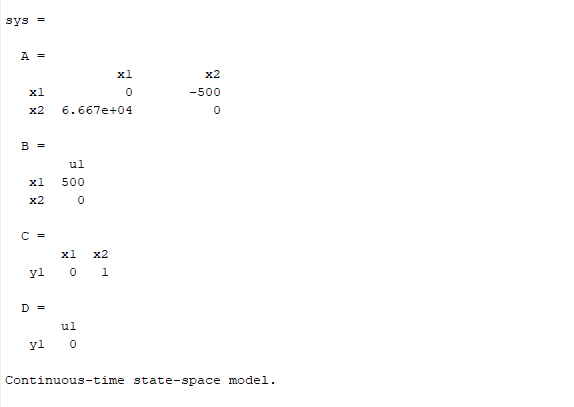 sys =
A =
x1 x2
x1 0 -500
x2 6.667e+04 0
B =
u1
x1 500
x2 0
C =
x1 x2
y1 0 1
D =
u1
y1 0
Continuous-time state-space model.